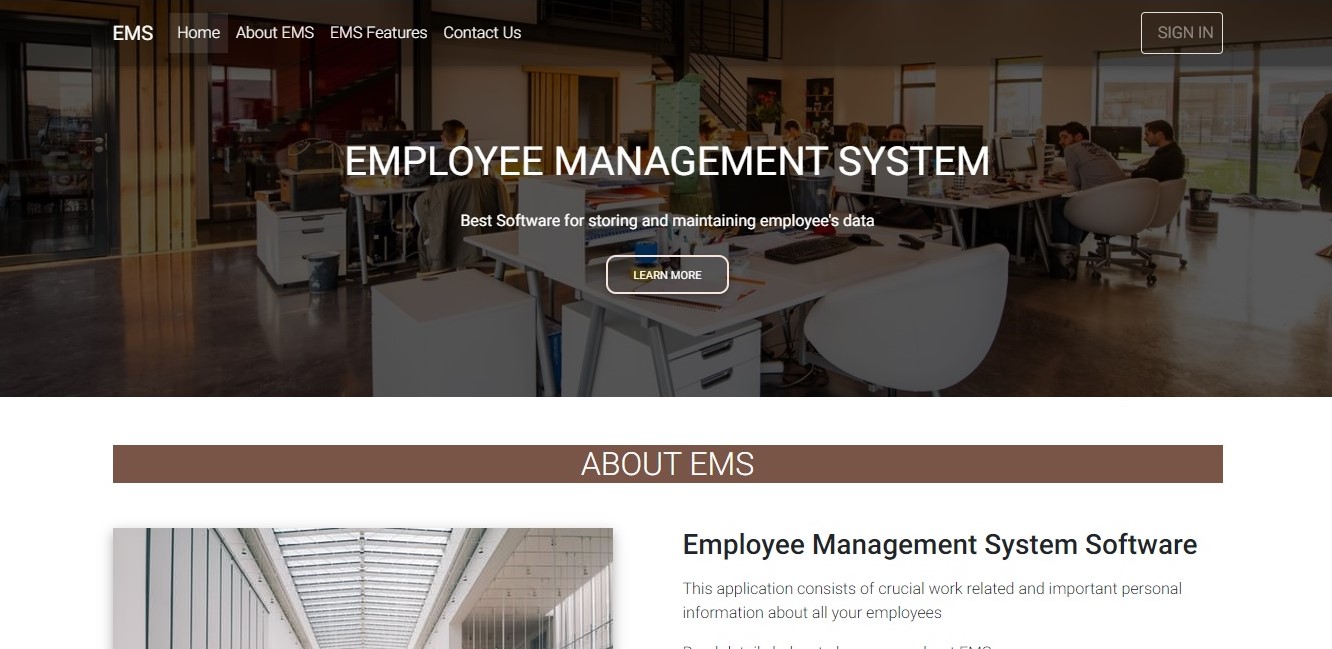 EMS Home About EMS EMS Features Contact Us SIGN IN
EMPLOYEE MANAGEMENT SYSTEM
Best Software for storing and maintaining employee's data
LEARN MORE
ABOUT EMS
Employee Management System Software
This application consists of crucial work related and important personal
information about all your employees